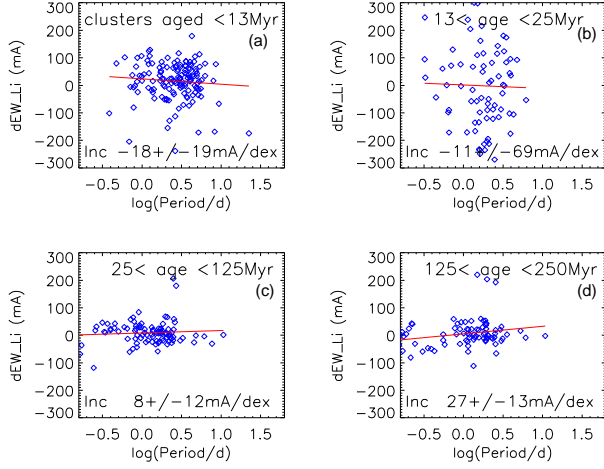 300
200
100
0
−100
−200
−300
dEW_Li (mA)
clusters aged <13Myr
(a)
Inc −18+/−19mA/dex
−0.5 0.0 0.5 1.0 1.5
log(Period/d)
300
200
100
0
−100
−200
−300
dEW_Li (mA)
13< age <25Myr
(b)
Inc −11+/−69mA/dex
−0.5 0.0 0.5 1.0 1.5
log(Period/d)
300
200
100
0
−100
−200
−300
dEW_Li (mA)
25< age <125Myr
(c)
Inc 8+/−12mA/dex
−0.5 0.0 0.5 1.0 1.5
log(Period/d)
300
200
100
0
−100
−200
−300
dEW_Li (mA)
125< age <250Myr
(d)
Inc 27+/−13mA/dex
−0.5 0.0 0.5 1.0 1.5
log(Period/d)